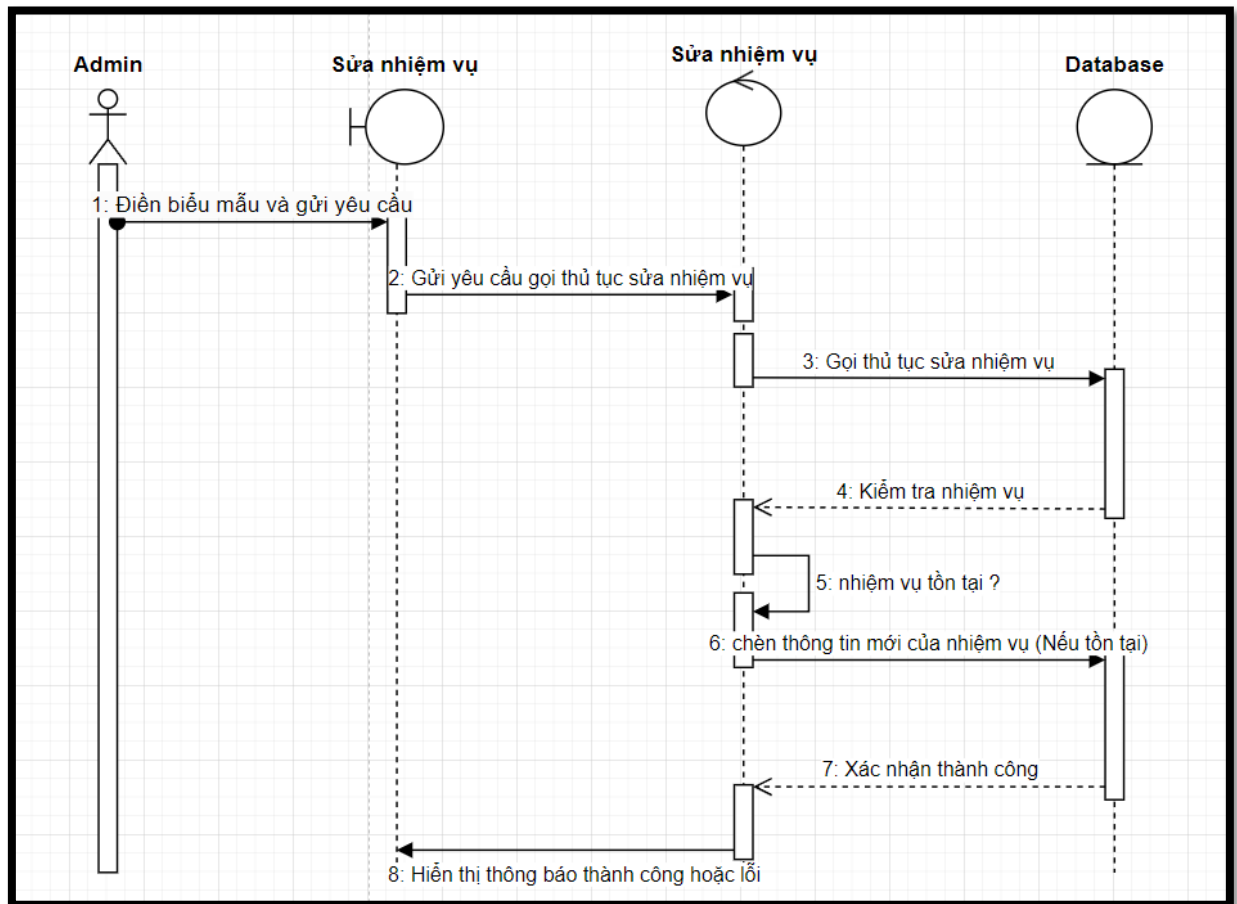 Admin
Sửa nhiệm vụ
Sửa nhiệm vụ
Database
1: Điền biểu mẫu và gửi yêu cầu
2: Gửi yêu cầu gọi thủ tục sửa nhiệm vụ
3: Gọi thủ tục sửa nhiệm vụ
4: Kiểm tra nhiệm vụ
5: nhiệm vụ tồn tại ?
6: chèn thông tin mới của nhiệm vụ (Nếu tồn tại)
7: Xác nhận thành công
8: Hiển thị thông báo thành công hoặc lỗi